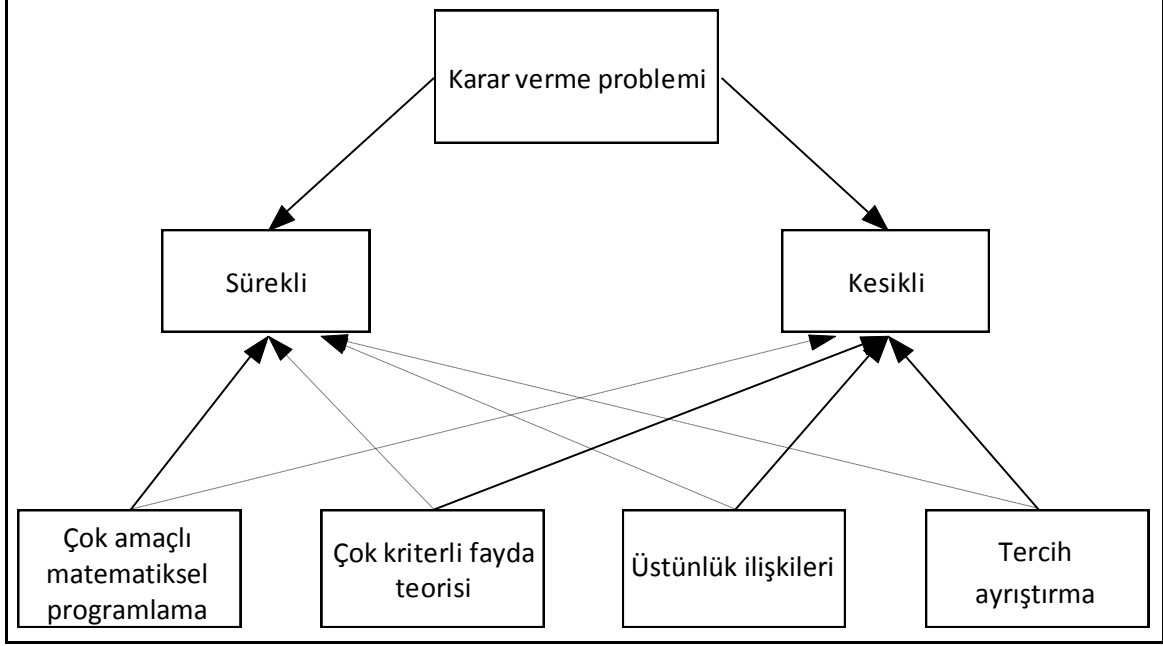 Karar verme problemi
Sürekli
Kesikli
Çok amaçlı
matematiksel
programlama
Çok kriterli fayda
teorisi
Üstünlük ilişkileri
Tercih
ayrıştırma